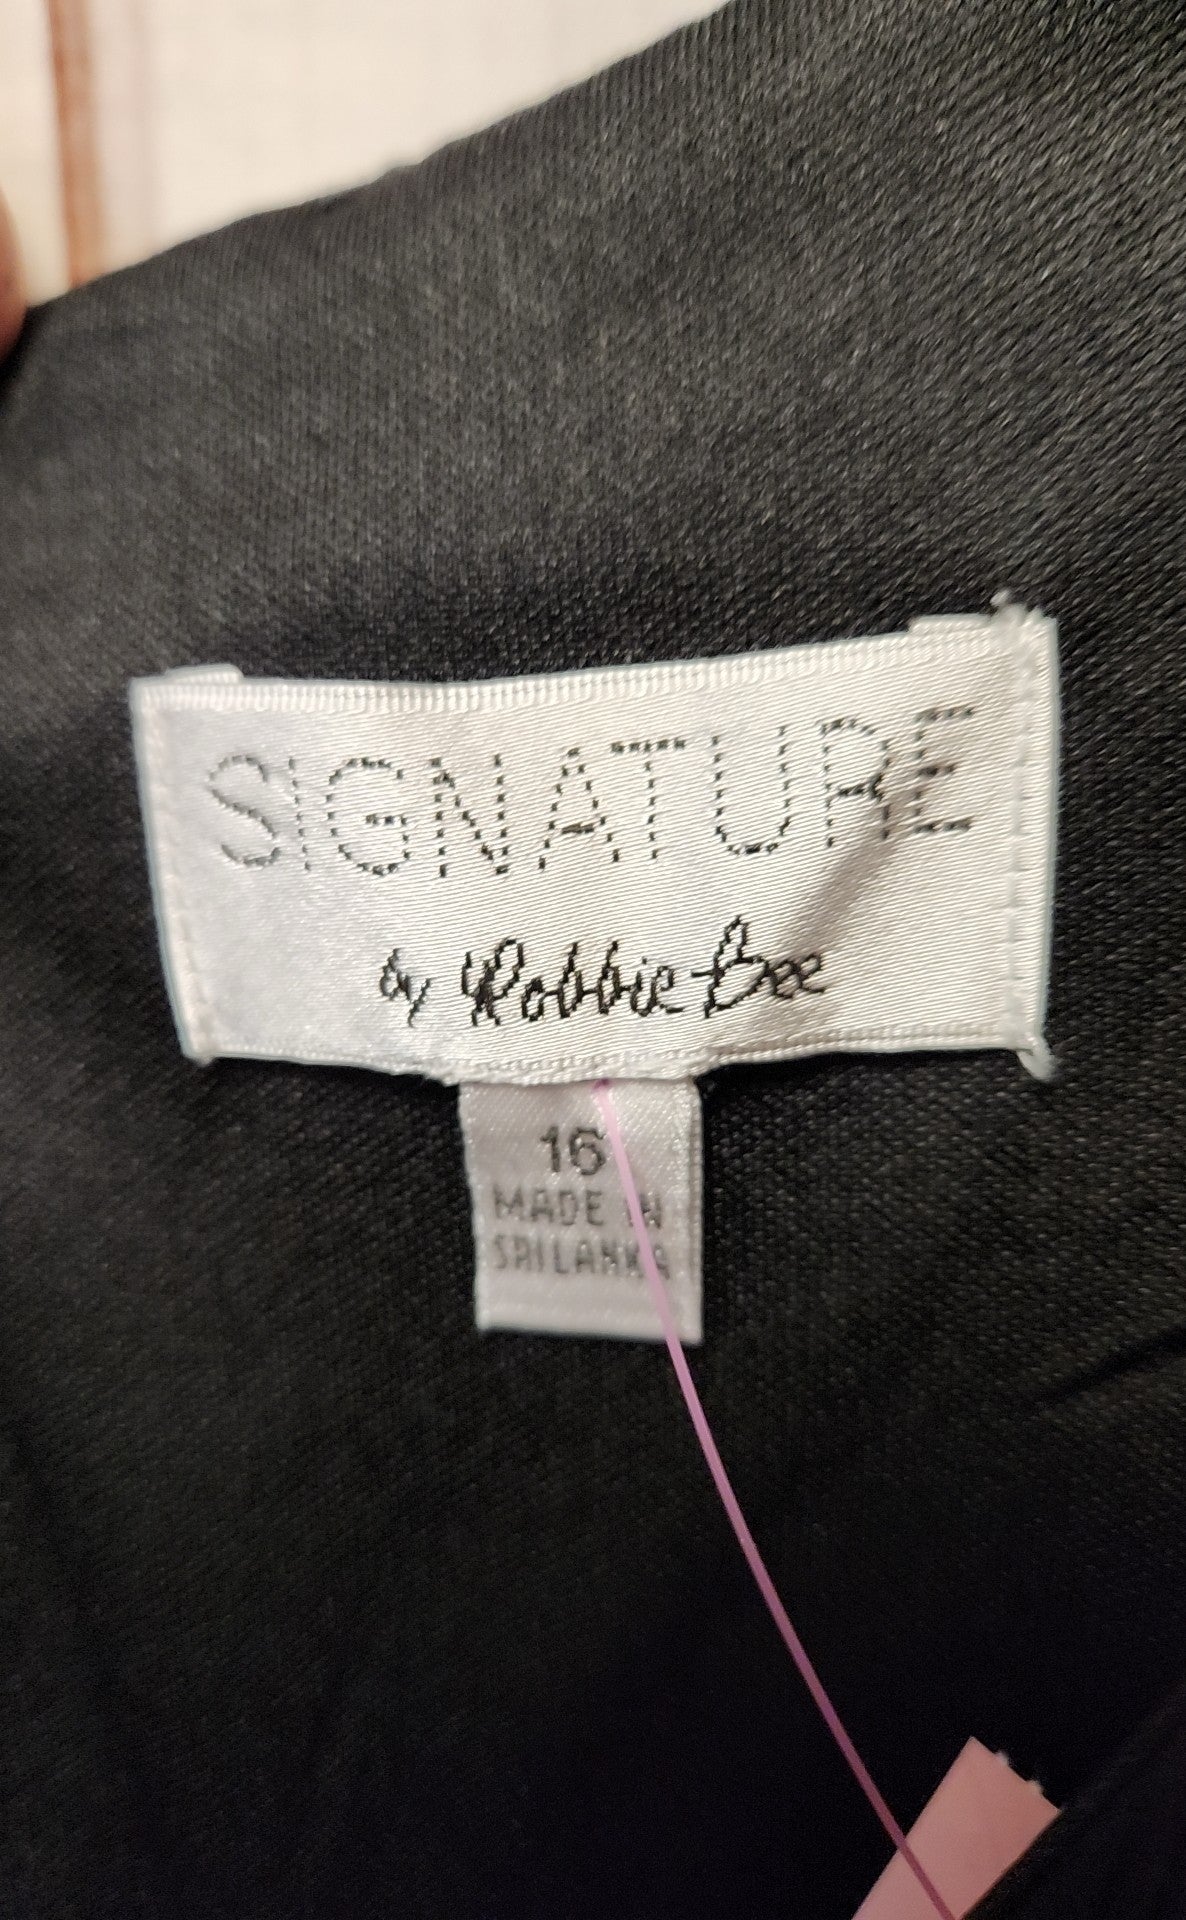 SIGNATURE
by Robbie Bee
16
MADE IN
SRI LANKA